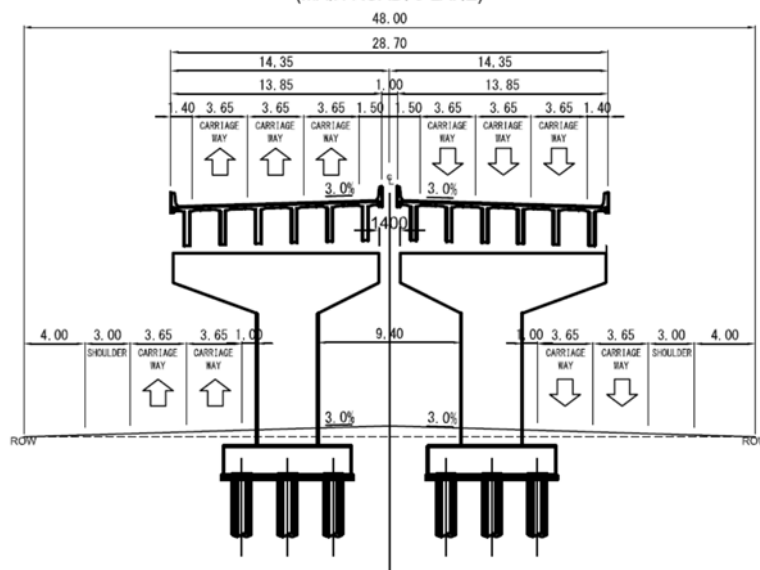 48.00
28.70
14.35 14.35
13.85 1.00 13.85
1.40 3.65 3.65 3.65 1.50 1.50 3.65 3.65 3.65 1.40
CARRIAGE WAY CARRIAGE WAY CARRIAGE WAY CARRIAGE WAY CARRIAGE WAY CARRIAGE WAY
℄
3.0% 3.0%
1400
4.00 3.00 3.65 3.65 1.00 9.40 1.00 3.65 3.65 3.00 4.00
SHOULDER CARRIAGE WAY CARRIAGE WAY CARRIAGE WAY CARRIAGE WAY SHOULDER
3.0% 3.0%
ROW RO